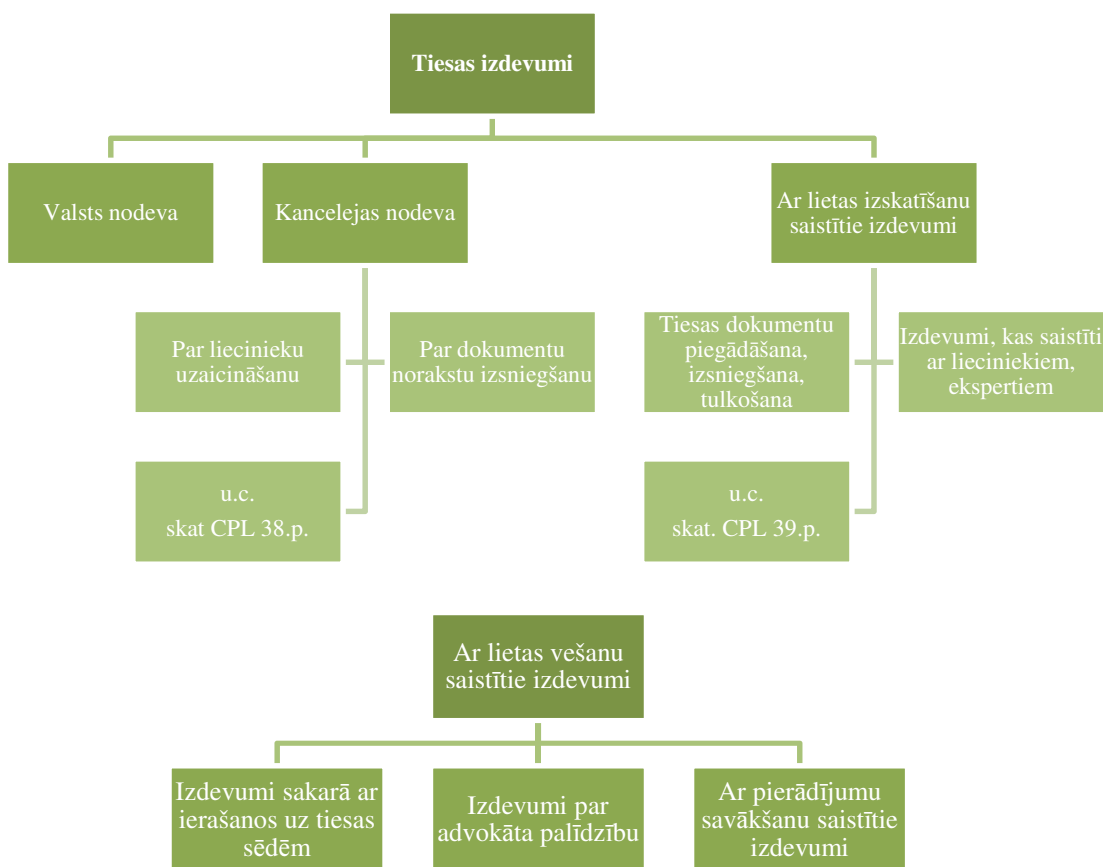 Tiesas izdevumi
Valsts nodeva
Kancelejas nodeva
Ar lietas izskatīšanu
saistītie izdevumi
Par liecinieku
uzaicināšanu
Par dokumentu
norakstu izsniegšanu
Tiesas dokumentu
piegādāšana,
izsniegšana,
tulkošana
Izdevumi, kas saistīti
ar lieciniekiem,
ekspertiem
u.c.
skat CPL 38.p.
u.c.
skat. CPL 39.p.
Ar lietas vešanu
saistītie izdevumi
Izdevumi sakarā ar
ierašanos uz tiesas
sēdēm
Izdevumi par
advokāta palīdzību
Ar pierādījumu
savākšanu saistītie
izdevumi